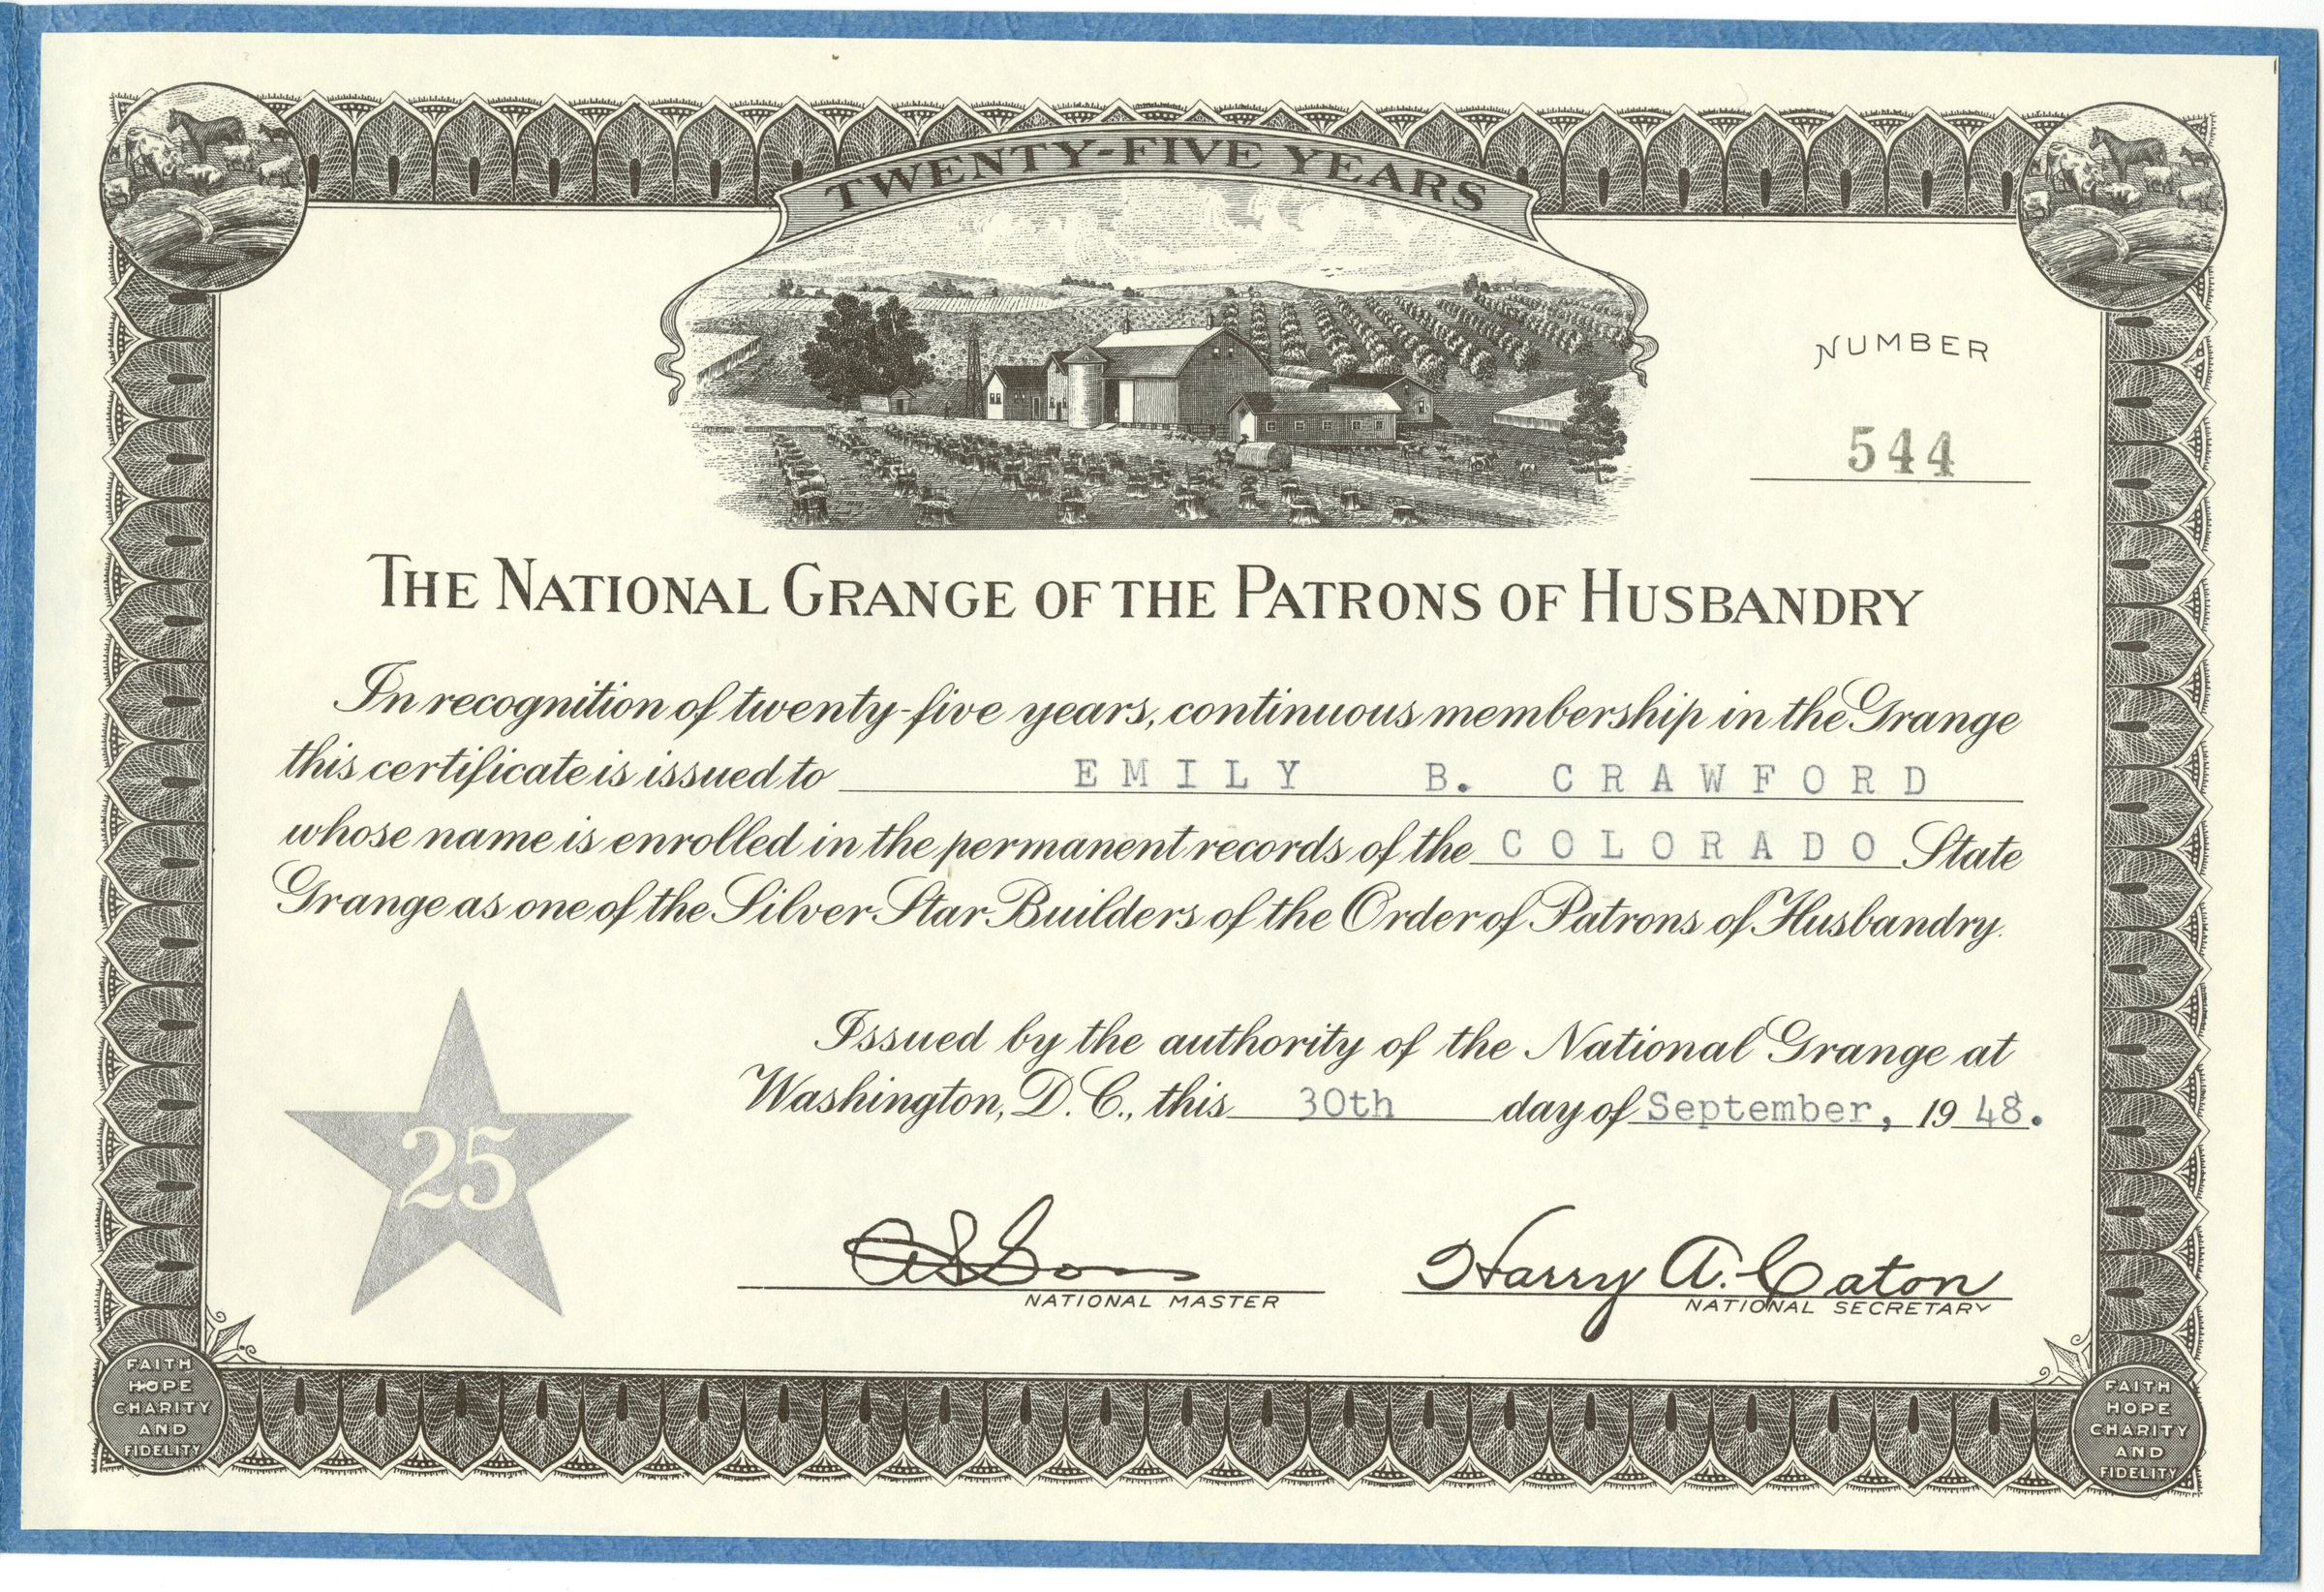 TWENTY-FIVE YEARS
NUMBER
544
THE NATIONAL GRANGE OF THE PATRONS OF HUSBANDRY
In recognition of twenty-five years, continuous membership in the Grange
this certificate is issued to EMILY B. CRAWFORD
whose name is enrolled in the permanent records of the COLORADO State
Grange as one of the Silver Star Builders of the Order of Patrons of Husbandry.
Issued by the authority of the National Grange at
Washington, D.C., this 30th day of September, 1948.
25
A S Goss
NATIONAL MASTER
Harry A. Caton
NATIONAL SECRETARY
FAITH
HOPE
CHARITY
AND
FIDELITY
FAITH
HOPE
CHARITY
AND
FIDELITY